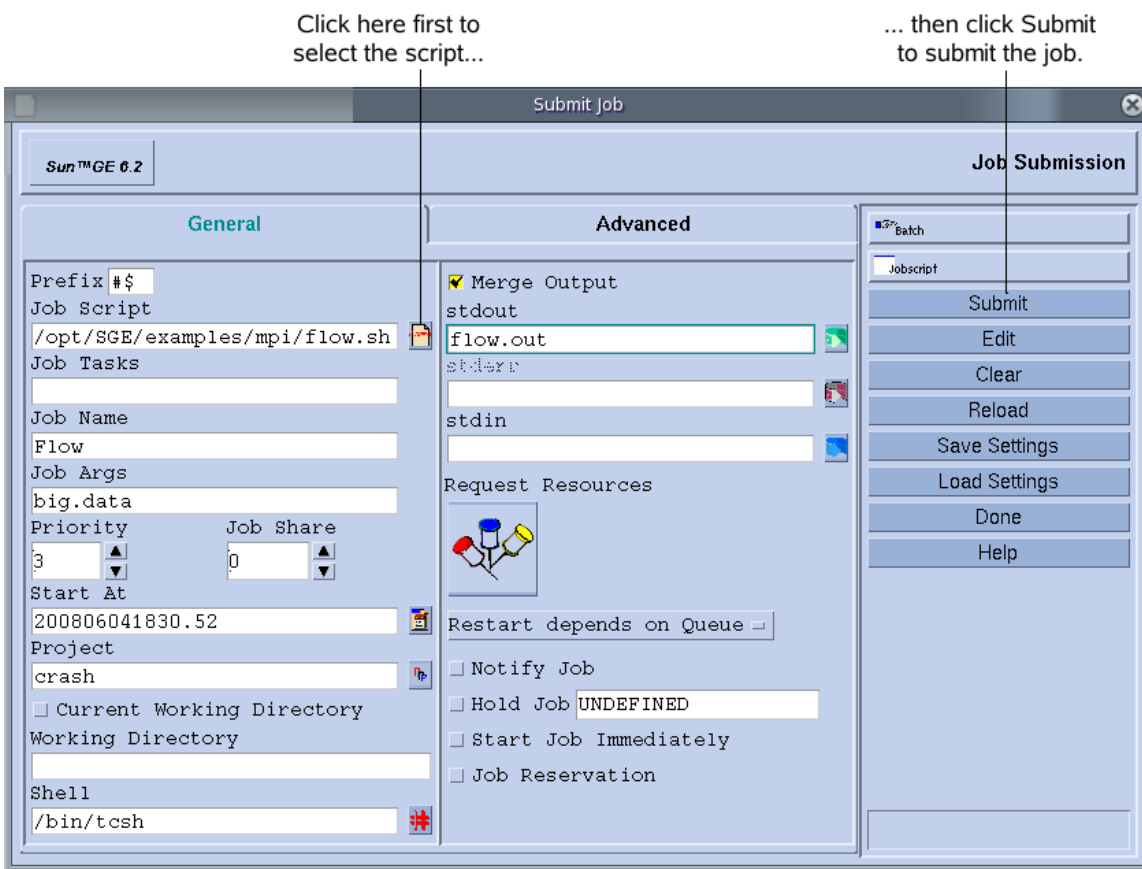 Click here first to
select the script...
... then click Submit
to submit the job.
Submit Job
Sun™GE 6.2
Job Submission
General
Advanced
Prefix #$
Job Script
/opt/SGE/examples/mpi/flow.sh
Job Tasks
Job Name
Flow
Job Args
big.data
Priority
Job Share
3
0
Start At
200806041830.52
Project
crash
Current Working Directory
Working Directory
Shell
/bin/tcsh
Merge Output
stdout
flow.out
stderr
stdin
Request Resources
Restart depends on Queue
Notify Job
Hold Job UNDEFINED
Start Job Immediately
Job Reservation
Batch
Jobscript
Submit
Edit
Clear
Reload
Save Settings
Load Settings
Done
Help